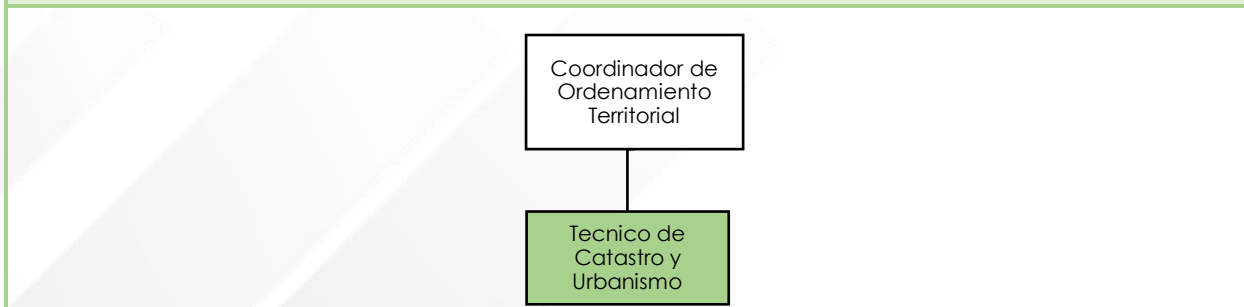 Coordinador de
Ordenamiento
Territorial
Tecnico de
Catastro y
Urbanismo